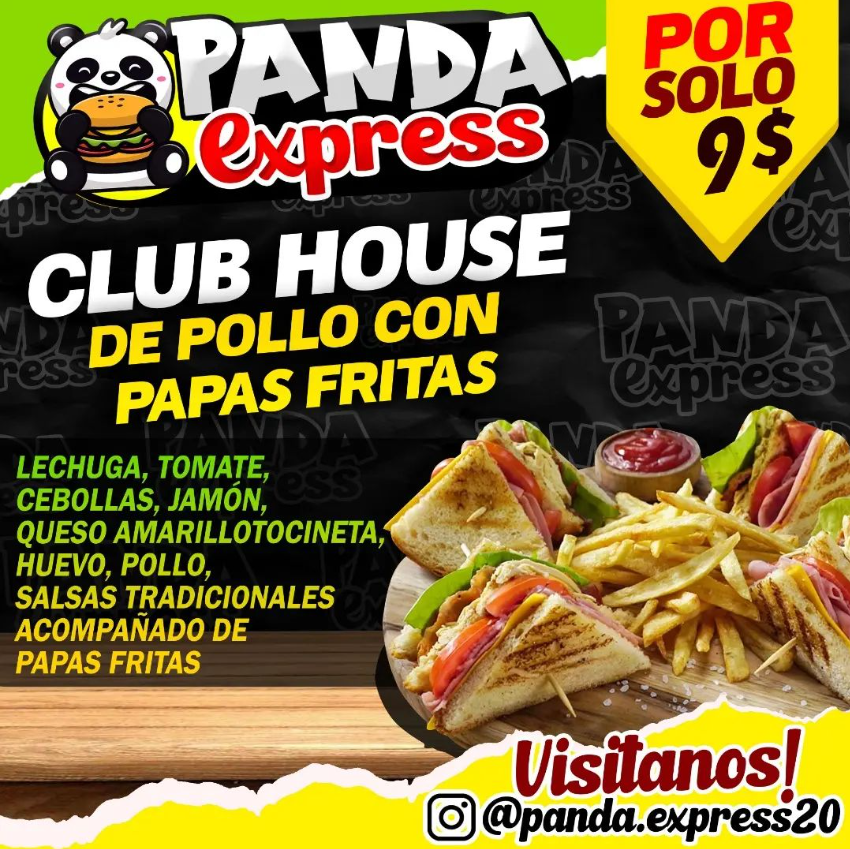 PANDA
express
POR
SOLO
9$
CLUB HOUSE
DE POLLO CON
PAPAS FRITAS
LECHUGA, TOMATE,
CEBOLLAS, JAMÓN,
QUESO AMARILLOTOCINETA,
HUEVO, POLLO,
SALSAS TRADICIONALES
ACOMPAÑADO DE
PAPAS FRITAS
Visitanos!
@panda.express20